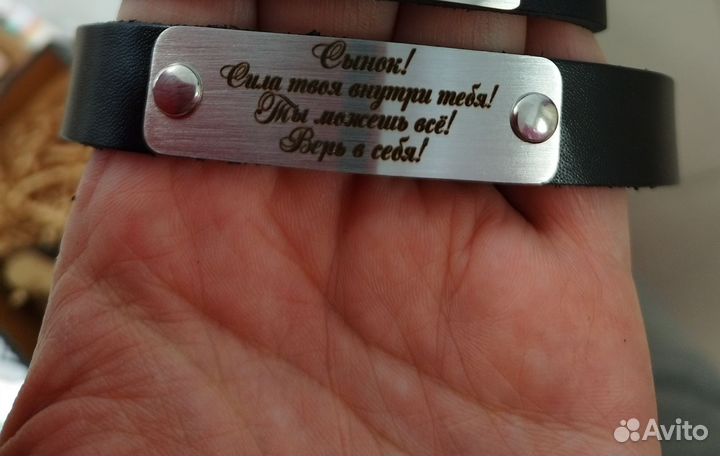 Сынок!
Сила твоя внутри тебя!
Ты можешь всё!
Верь в себя!
Avito